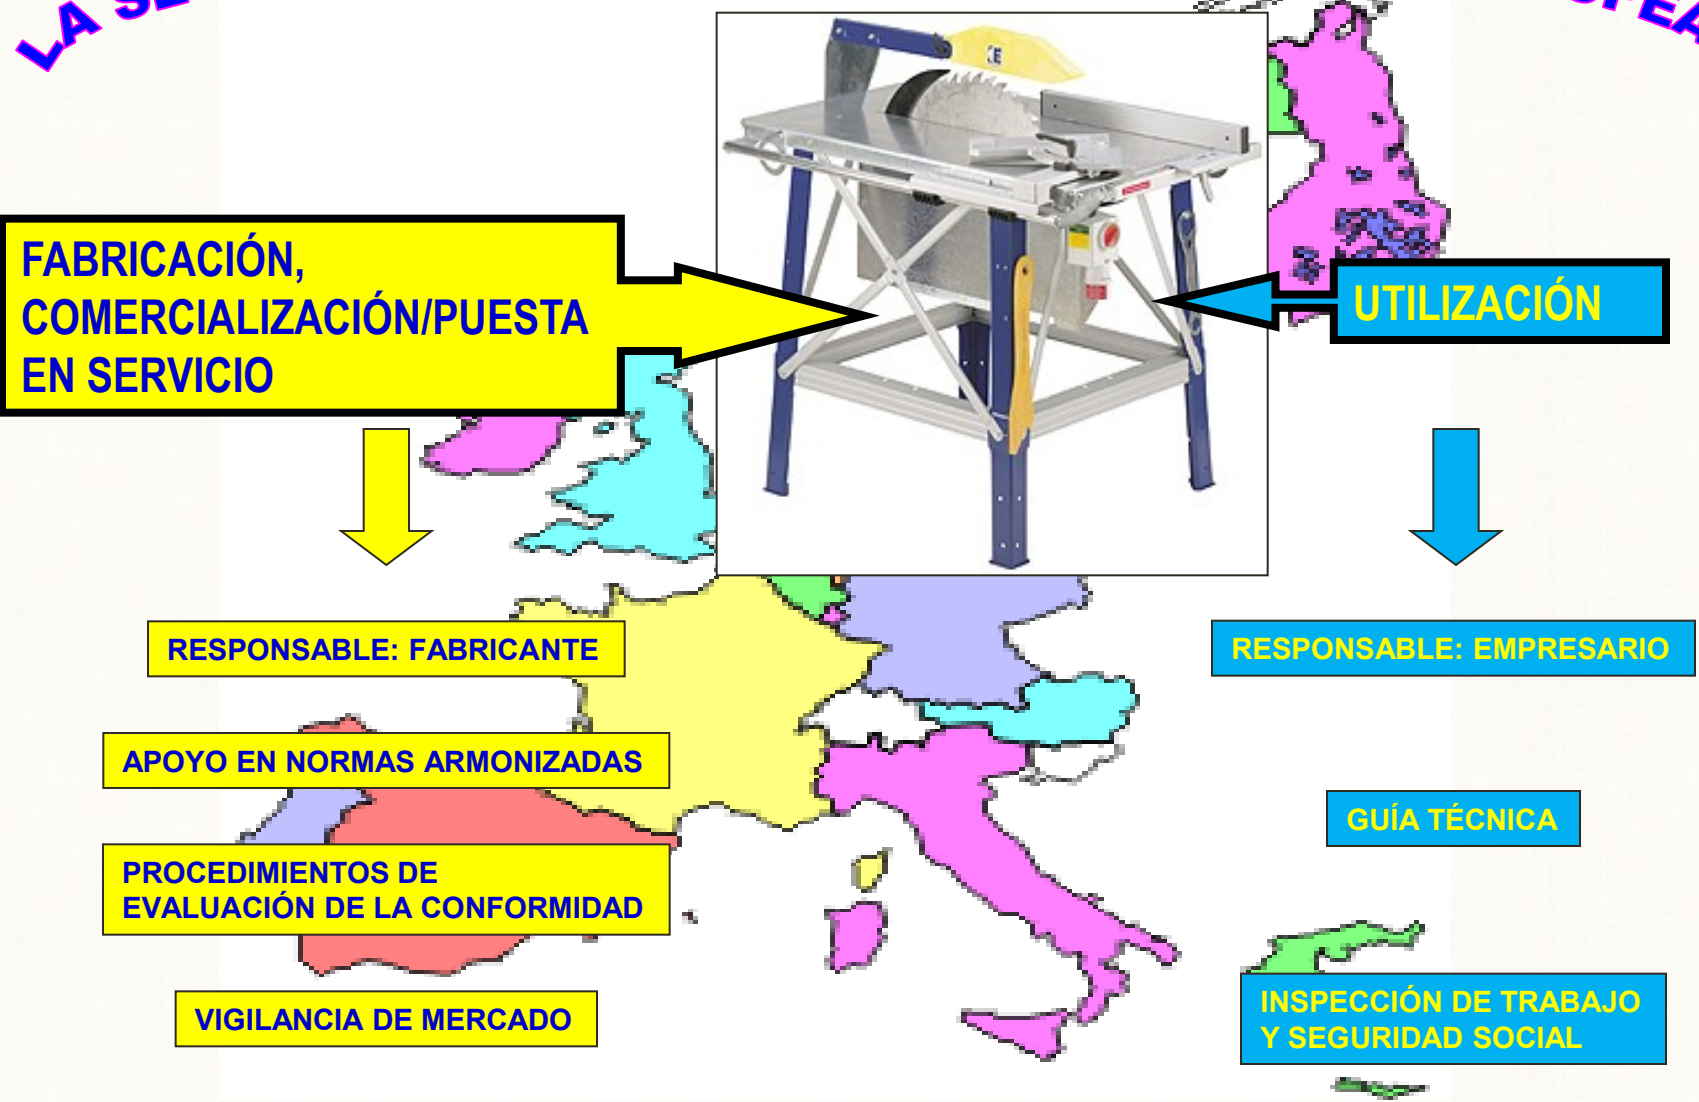 LA
FABRICACIÓN,
COMERCIALIZACIÓN/PUESTA
EN SERVICIO
UTILIZACIÓN
RESPONSABLE: FABRICANTE
APOYO EN NORMAS ARMONIZADAS
PROCEDIMIENTOS DE
EVALUACIÓN DE LA CONFORMIDAD
VIGILANCIA DE MERCADO
RESPONSABLE: EMPRESARIO
GUÍA TÉCNICA
INSPECCIÓN DE TRABAJO
Y SEGURIDAD SOCIAL